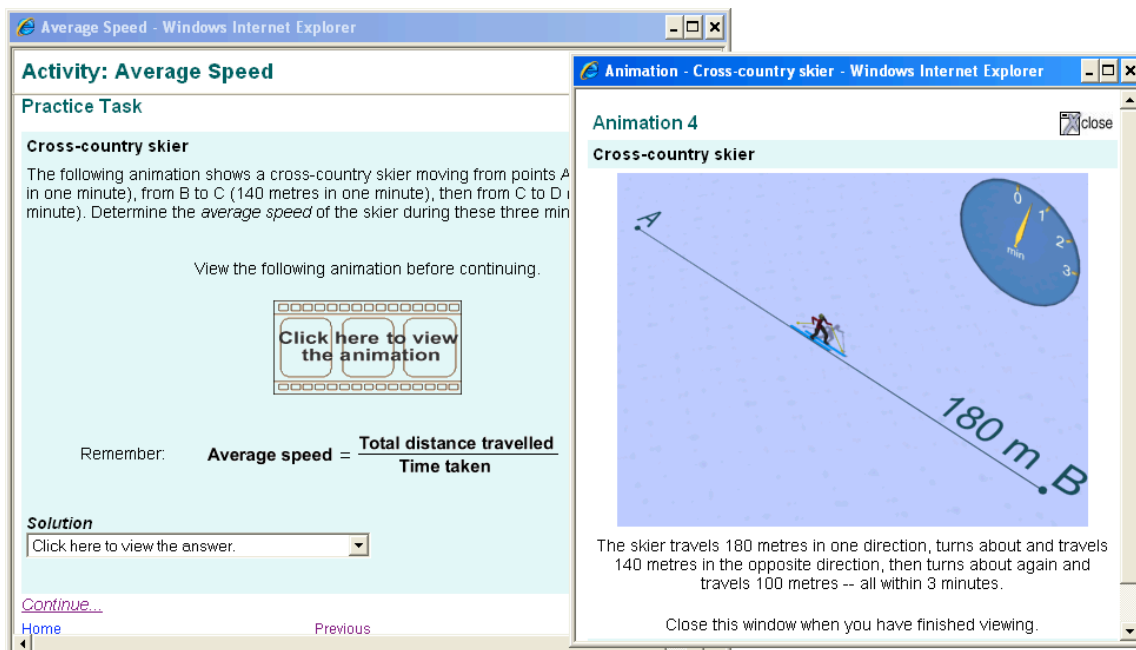 Average Speed - Windows Internet Explorer
Activity: Average Speed
Practice Task
Cross-country skier
The following animation shows a cross-country skier moving from points A
in one minute), from B to C (140 metres in one minute), then from C to D
minute). Determine the average speed of the skier during these three min
View the following animation before continuing.
Click here to view
the animation
Remember:
Average speed = Total distance travelled
Time taken
Solution
Click here to view the answer.
Continue...
Home
Previous
Animation - Cross-country skier - Windows Internet Explorer
Animation 4
close
Cross-country skier
A
0
1
2
3
min
180 m
B
The skier travels 180 metres in one direction, turns about and travels
140 metres in the opposite direction, then turns about again and
travels 100 metres -- all within 3 minutes.
Close this window when you have finished viewing.